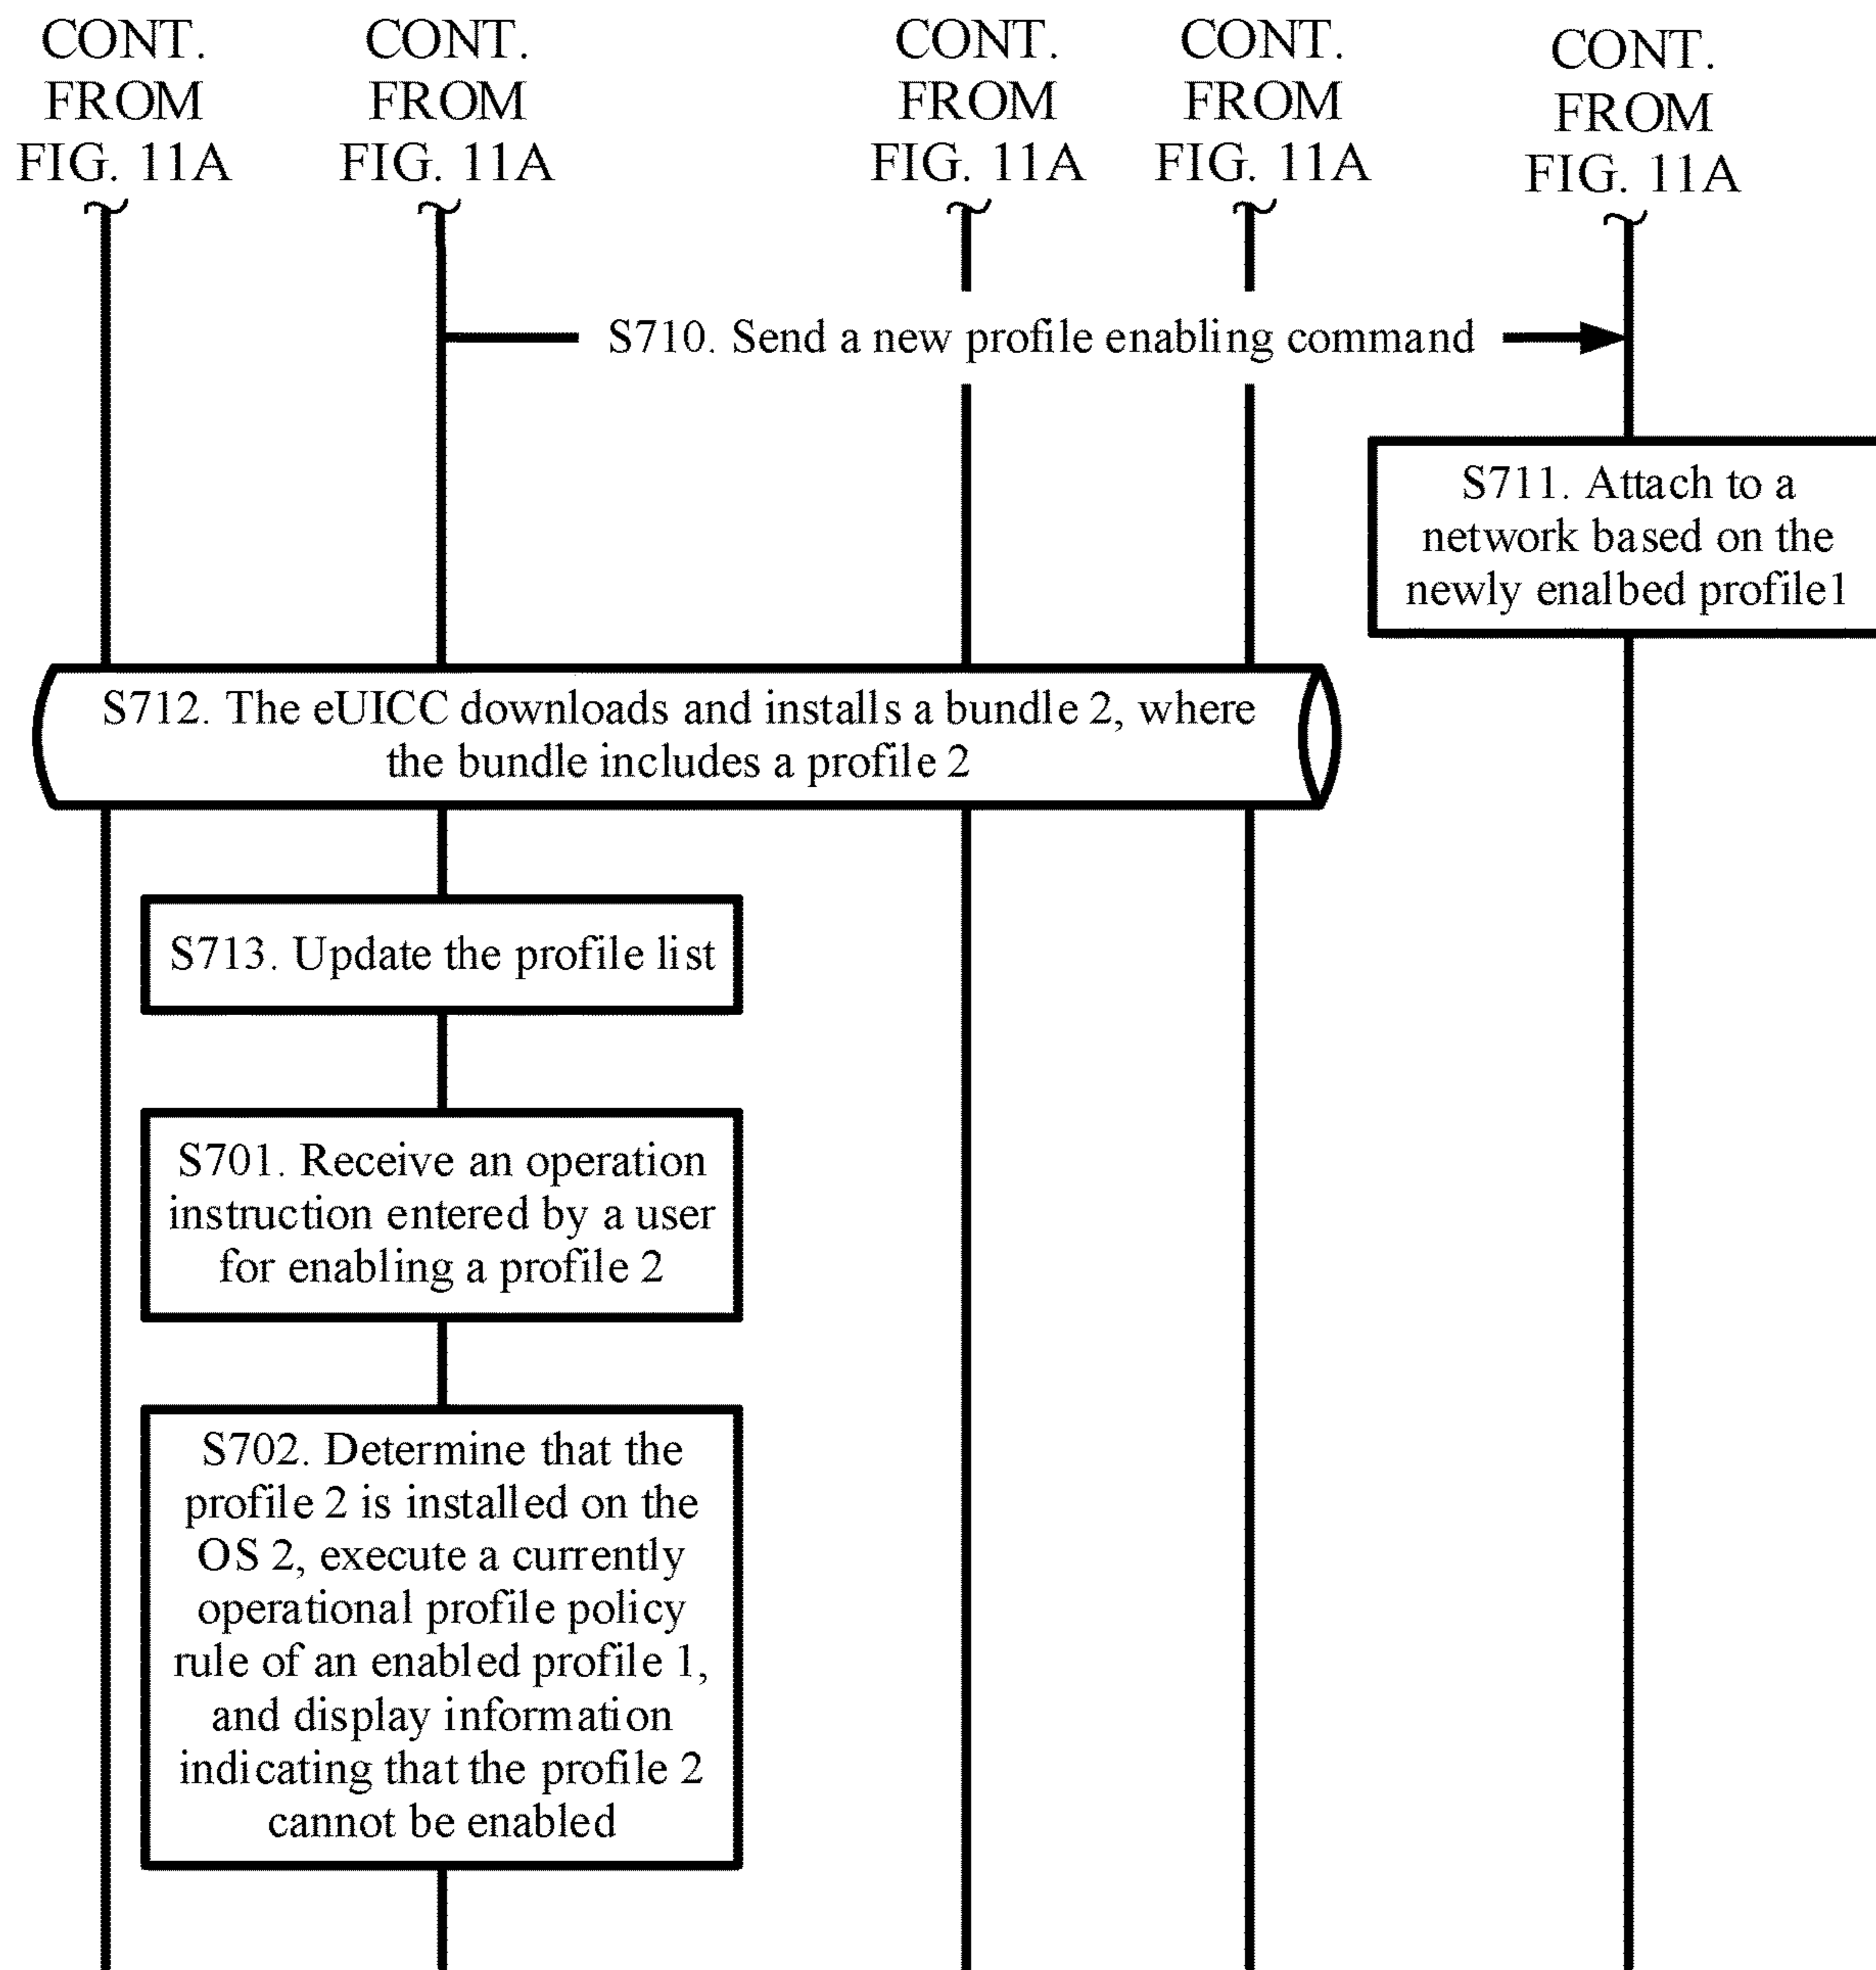 CONT.
FROM
FIG. 11A
CONT.
FROM
FIG. 11A
CONT.
FROM
FIG. 11A
CONT.
FROM
FIG. 11A
CONT.
FROM
FIG. 11A
S710. Send a new profile enabling command
S711. Attach to a
network based on the
newly enalbed profile1
S712. The eUICC downloads and installs a bundle 2, where
the bundle includes a profile 2
S713. Update the profile list
S701. Receive an operation
instruction entered by a user
for enabling a profile 2
S702. Determine that the
profile 2 is installed on the
OS 2, execute a currently
operational profile policy
rule of an enabled profile 1,
and display information
indicating that the profile 2
cannot be enabled